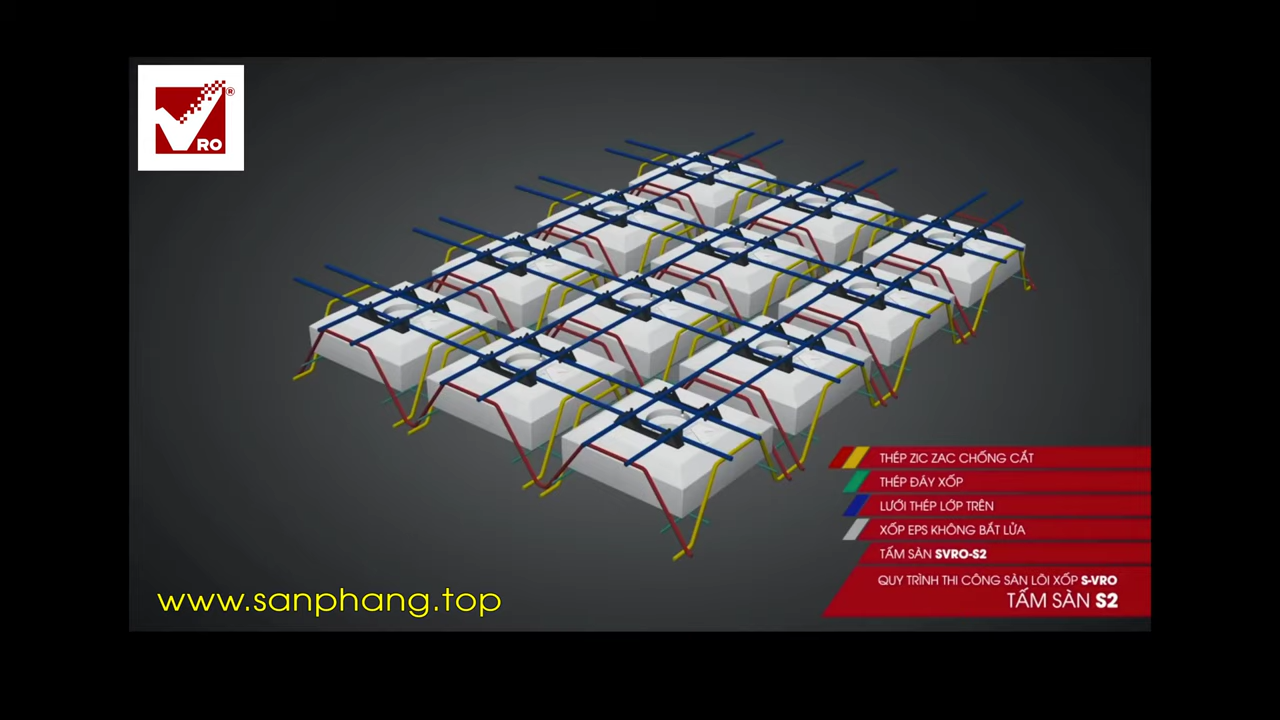 VRO®
THÉP ZIC ZAC CHỐNG CẮT
THÉP ĐÁY XỐP
LƯỚI THÉP LỚP TRÊN
XỐP EPS KHÔNG BẮT LỬA
TẤM SÀN SVRO-S2
QUY TRÌNH THI CÔNG SÀN LÕI XỐP S-VRO
TẤM SÀN S2
www.sanphang.top